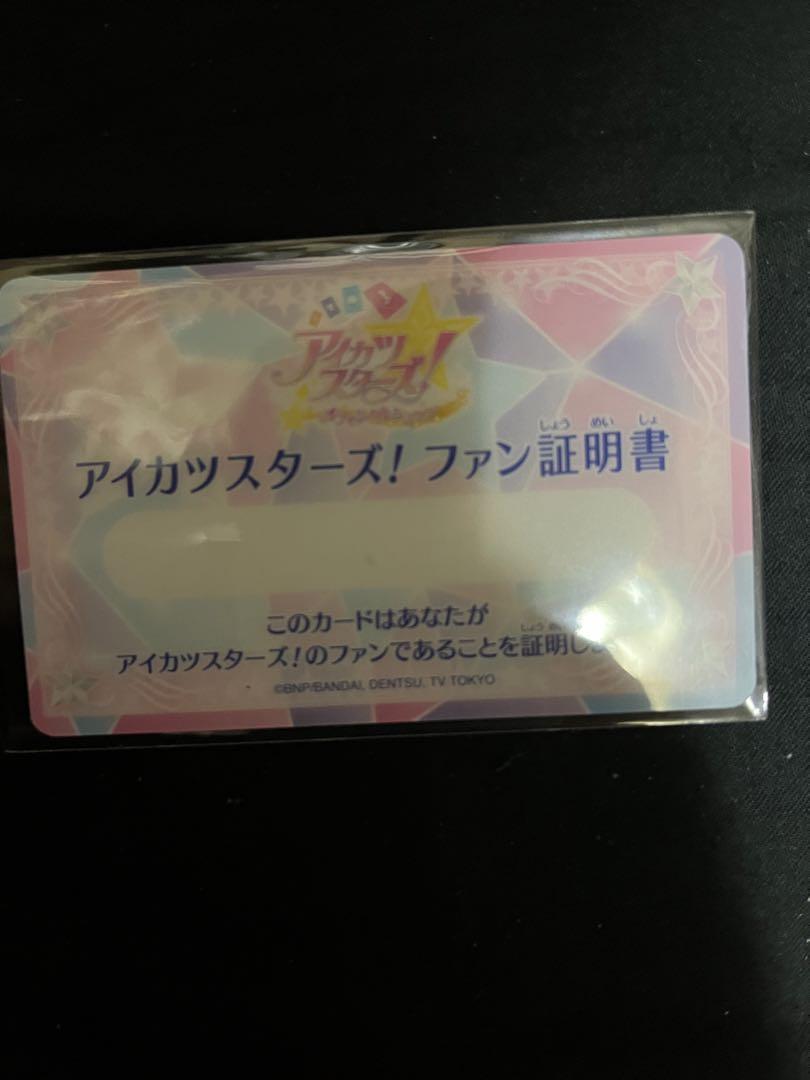 アイカツ
スターズ!
しょう めい しょ
アイカツスターズ! ファン証明書
このカードはあなたが
しょう
アイカツスターズ!のファンであることを証明し
©BNP/BANDAI, DENTSU, TV TOKYO